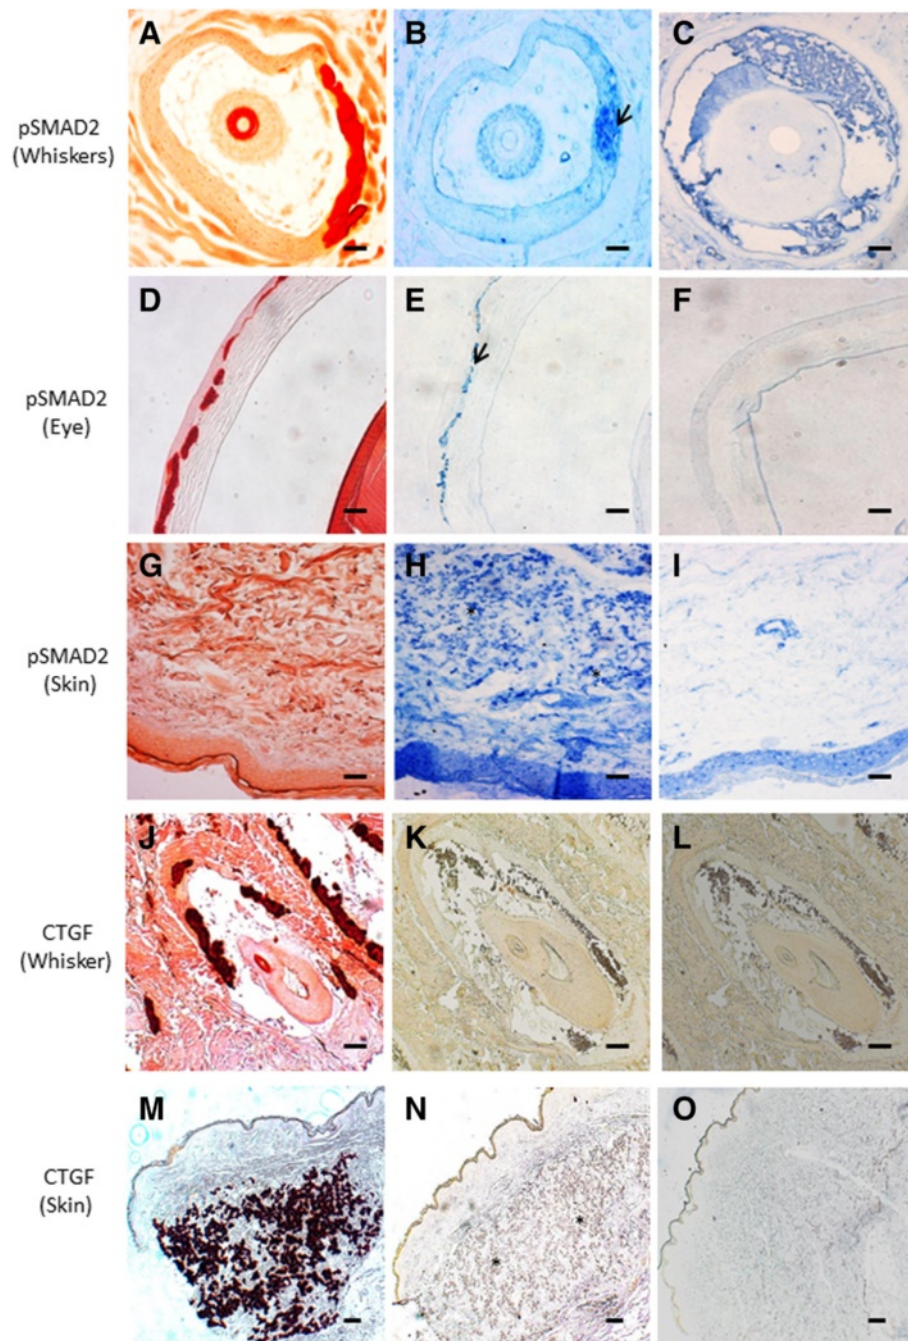 A
B
C
pSMAD2
(Whiskers)
D
E
F
pSMAD2
(Eye)
G
H
I
pSMAD2
(Skin)
*
*
J
K
L
CTGF
(Whisker)
M
N
O
CTGF
(Skin)
*
*